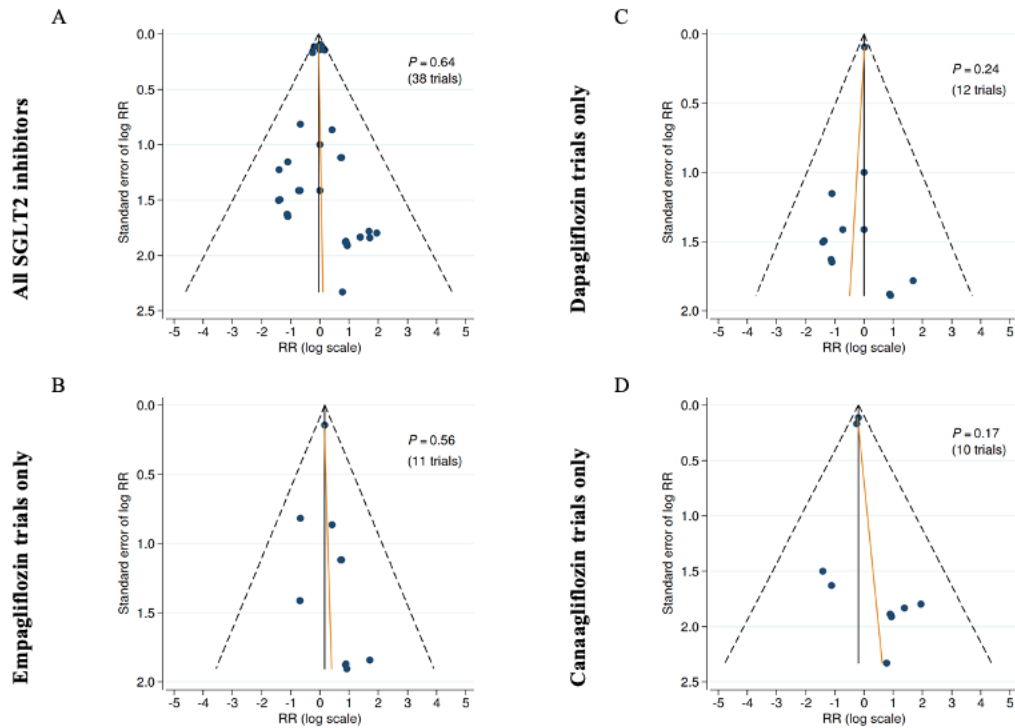 A
All SGLT2 inhibitors
Standard error of log RR
0.0
0.5
1.0
1.5
2.0
2.5
P = 0.64
(38 trials)
-5 -4 -3 -2 -1 0 1 2 3 4 5
RR (log scale)
B
Empagliflozin trials only
Standard error of log RR
0.0
0.5
1.0
1.5
2.0
P = 0.56
(11 trials)
-5 -4 -3 -2 -1 0 1 2 3 4 5
RR (log scale)
C
Dapagliflozin trials only
Standard error of log RR
0.0
0.5
1.0
1.5
2.0
P = 0.24
(12 trials)
-5 -4 -3 -2 -1 0 1 2 3 4 5
RR (log scale)
D
Canaagliflozin trials only
Standard error of log RR
0.0
0.5
1.0
1.5
2.0
2.5
P = 0.17
(10 trials)
-5 -4 -3 -2 -1 0 1 2 3 4 5
RR (log scale)